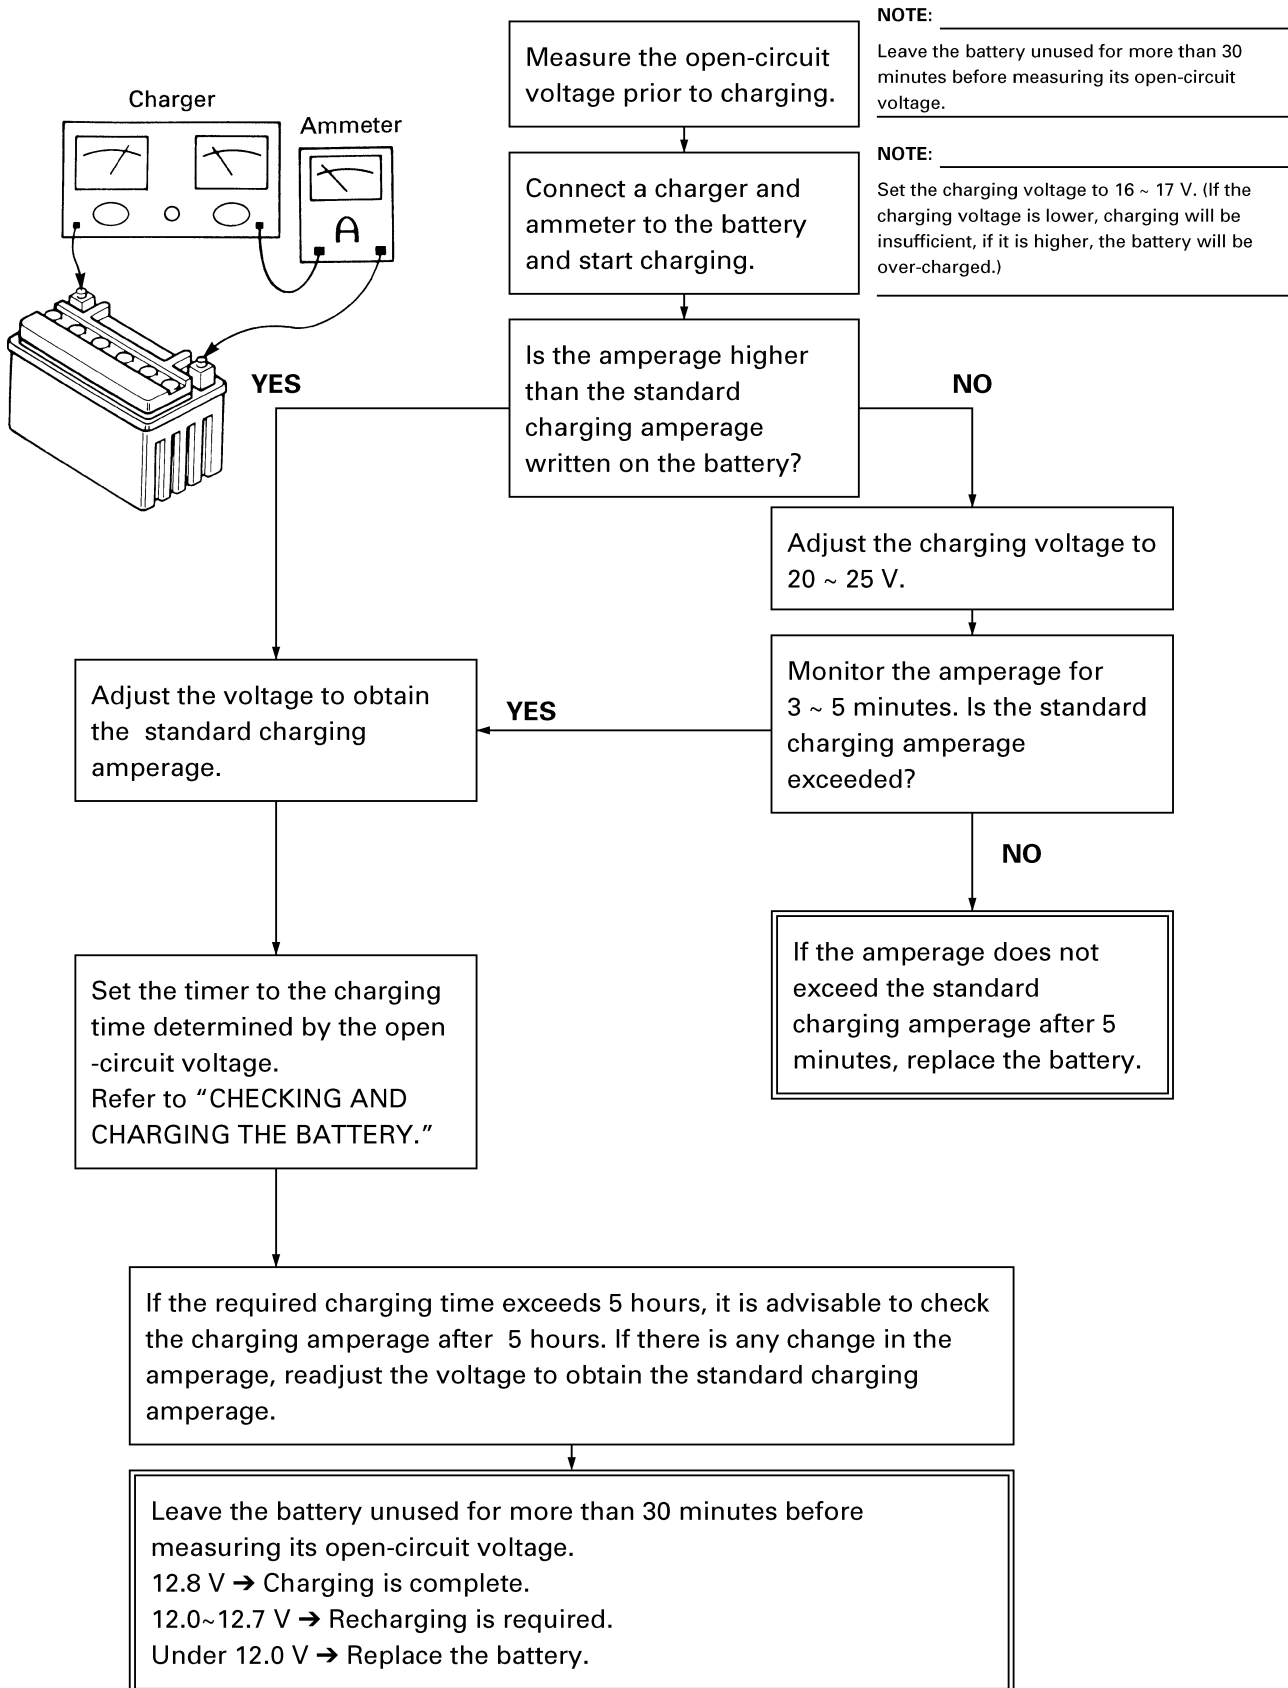 Measure the open-circuit
voltage prior to charging.
NOTE:
Leave the battery unused for more than 30
minutes before measuring its open-circuit
voltage.
Charger
Ammeter
A
Connect a charger and
ammeter to the battery
and start charging.
NOTE:
Set the charging voltage to 16 ~ 17 V. (If the
charging voltage is lower, charging will be
insufficient, if it is higher, the battery will be
over-charged.)
Is the amperage higher
than the standard
charging amperage
written on the battery?
YES
NO
Adjust the charging voltage to
20 ~ 25 V.
Monitor the amperage for
3 ~ 5 minutes. Is the standard
charging amperage
exceeded?
YES
Adjust the voltage to obtain
the  standard charging
amperage.
NO
If the amperage does not
exceed the standard
charging amperage after 5
minutes, replace the battery.
Set the timer to the charging
time determined by the open
-circuit voltage.
Refer to “CHECKING AND
CHARGING THE BATTERY.”
If the required charging time exceeds 5 hours, it is advisable to check
the charging amperage after  5 hours. If there is any change in the
amperage, readjust the voltage to obtain the standard charging
amperage.
Leave the battery unused for more than 30 minutes before
measuring its open-circuit voltage.
12.8 V ➔ Charging is complete.
12.0~12.7 V ➔ Recharging is required.
Under 12.0 V ➔ Replace the battery.